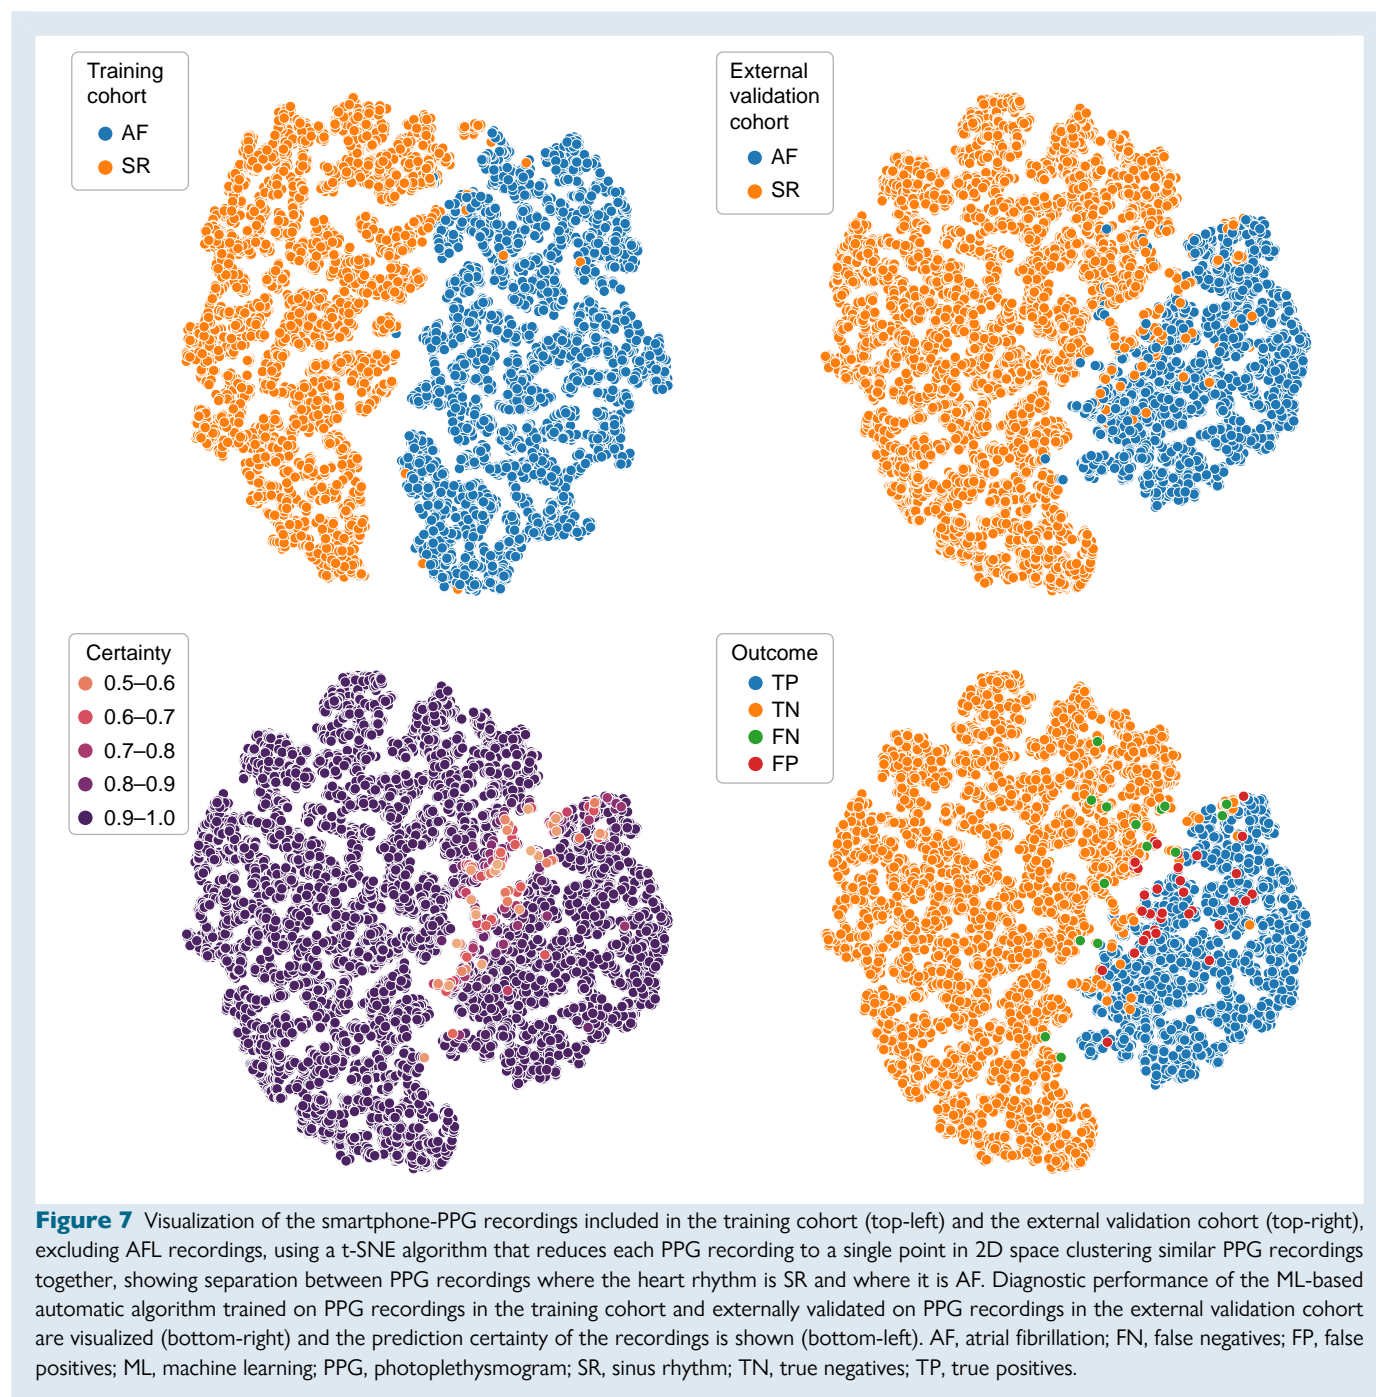 Training
cohort
AF
SR
External
validation
cohort
AF
SR
Certainty
0.5–0.6
0.6–0.7
0.7–0.8
0.8–0.9
0.9–1.0
Outcome
TP
TN
FN
FP
Figure 7 Visualization of the smartphone-PPG recordings included in the training cohort (top-left) and the external validation cohort (top-right),
excluding AFL recordings, using a t-SNE algorithm that reduces each PPG recording to a single point in 2D space clustering similar PPG recordings
together, showing separation between PPG recordings where the heart rhythm is SR and where it is AF. Diagnostic performance of the ML-based
automatic algorithm trained on PPG recordings in the training cohort and externally validated on PPG recordings in the external validation cohort
are visualized (bottom-right) and the prediction certainty of the recordings is shown (bottom-left). AF, atrial fibrillation; FN, false negatives; FP, false
positives; ML, machine learning; PPG, photoplethysmogram; SR, sinus rhythm; TN, true negatives; TP, true positives.